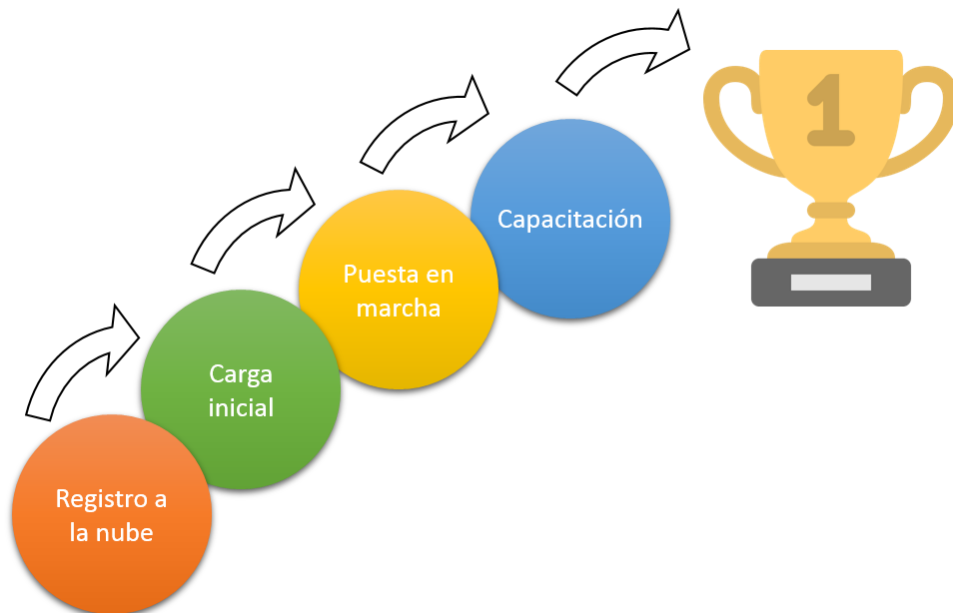 1
Capacitación
Puesta en
marcha
Carga
inicial
Registro a
la nube